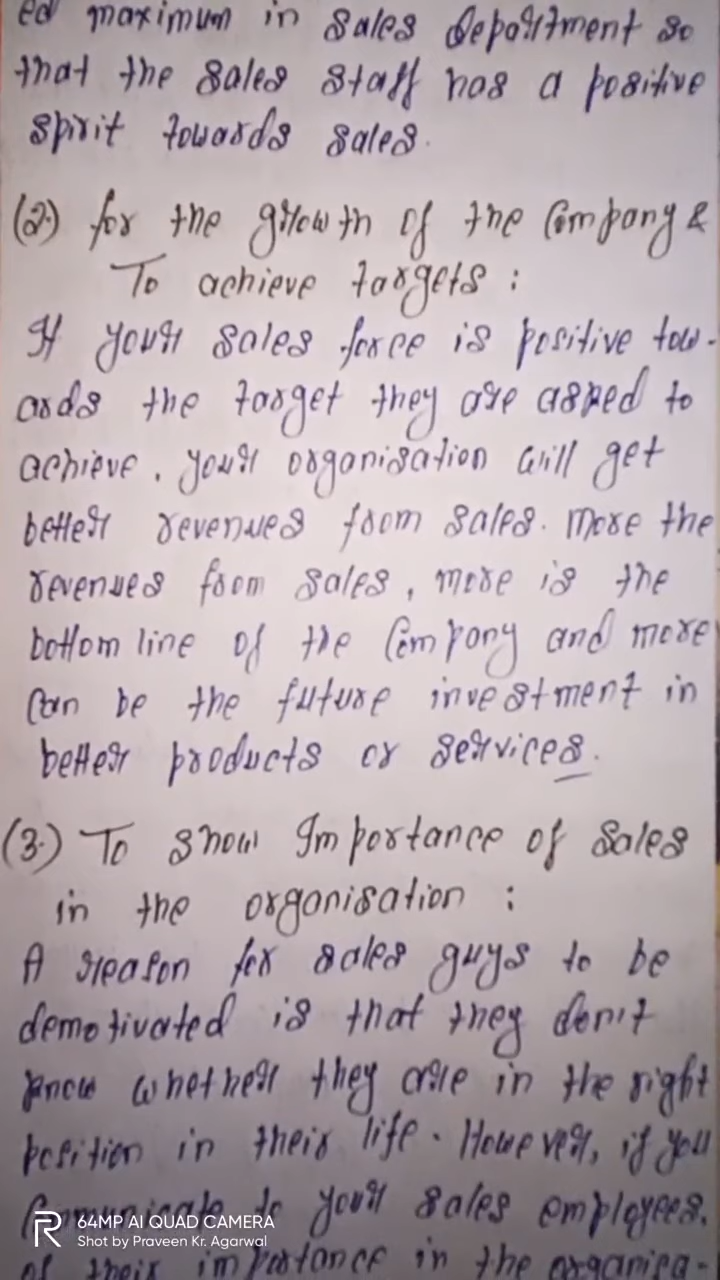 ed maximum in sales department so
that the sales staff has a positive
spirit towards sales.
(2.) for the growth of the Company &
To achieve targets :
If your sales force is positive tow-
ards the target they are asked to
achieve, your organisation will get
better revenues from sales. More the
revenues from sales, more is the
bottom line of the Company and more
can be the future investment in
better products or services.
(3.) To show Importance of sales
in the organisation :
A reason for sales guys to be
demotivated is that they don't
know whether they are in the right
position in their life. However, if you
Communicate to your sales employees,
of their importance in the organisa-
64MP AI QUAD CAMERA
Shot by Praveen Kr. Agarwal